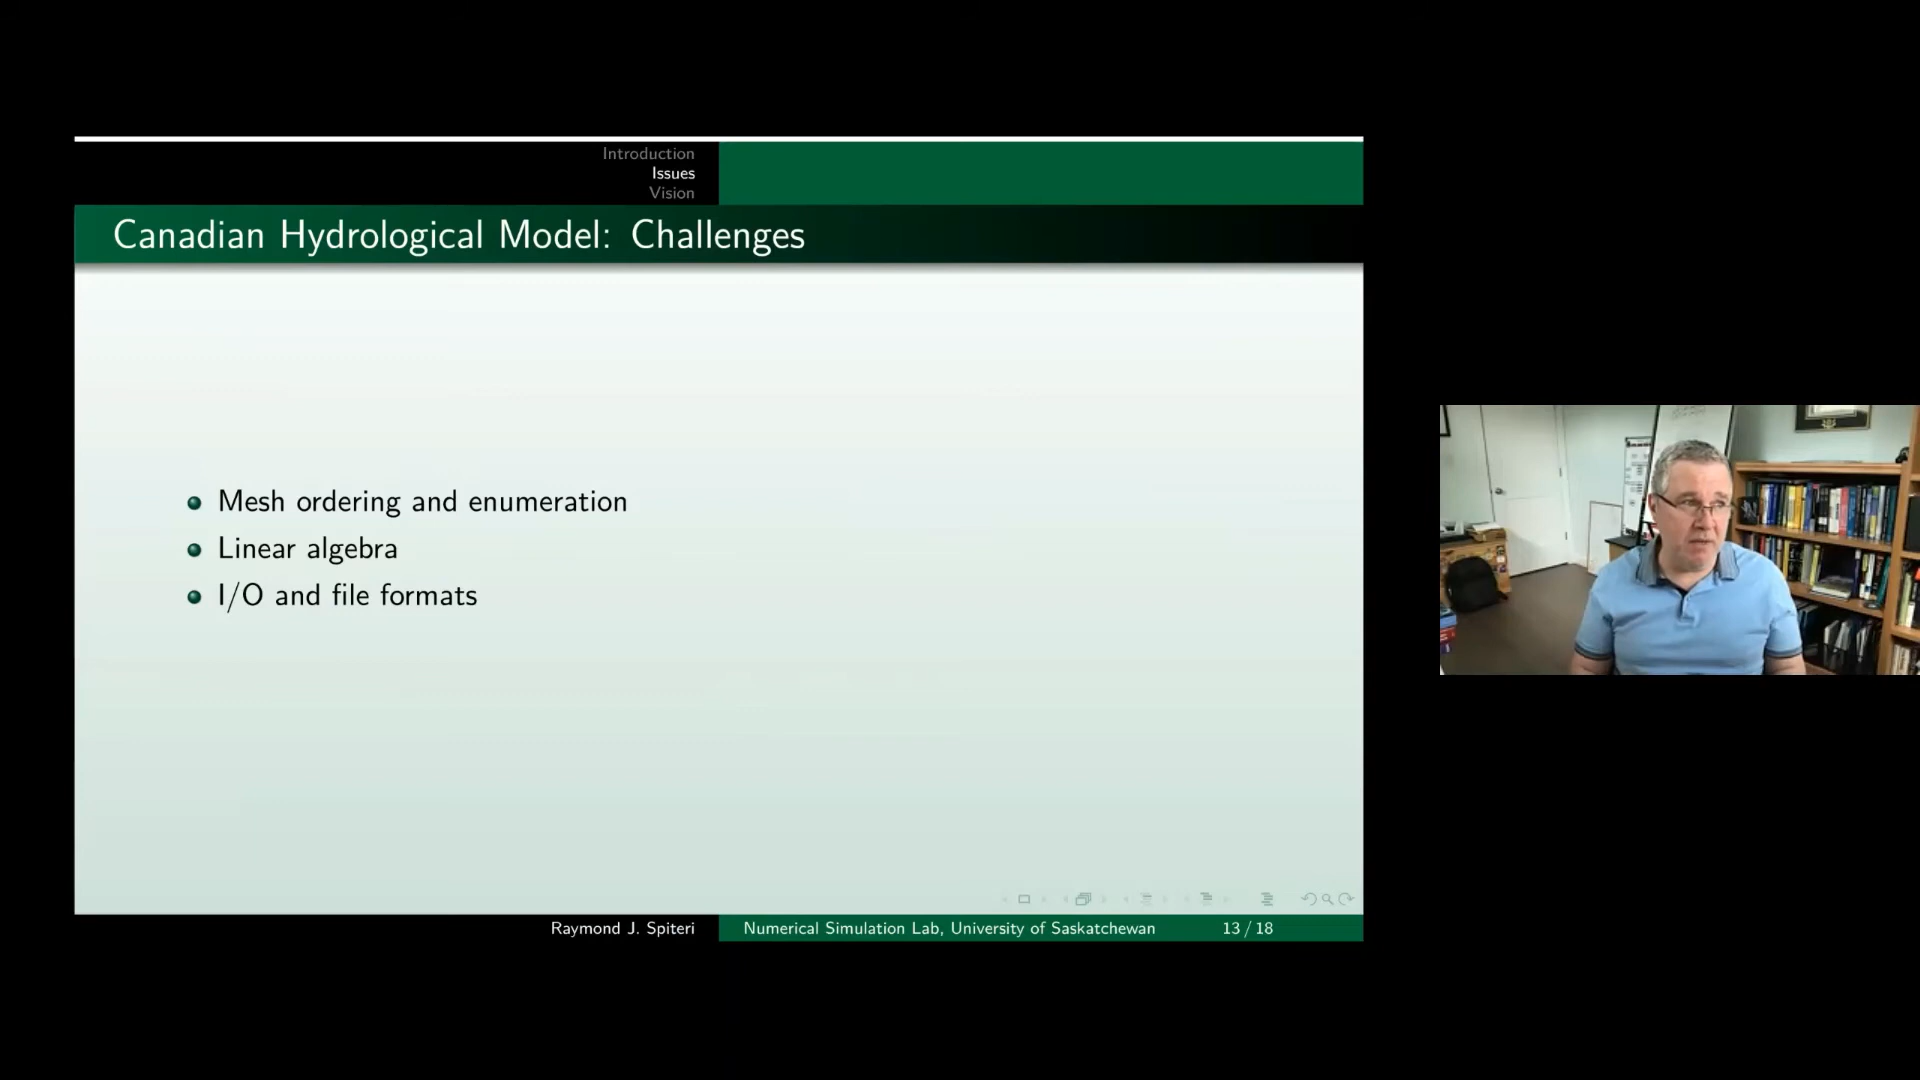 Introduction
Issues
Vision
Canadian Hydrological Model: Challenges
Mesh ordering and enumeration
Linear algebra
I/O and file formats
Raymond J. Spiteri
Numerical Simulation Lab, University of Saskatchewan
13 / 18